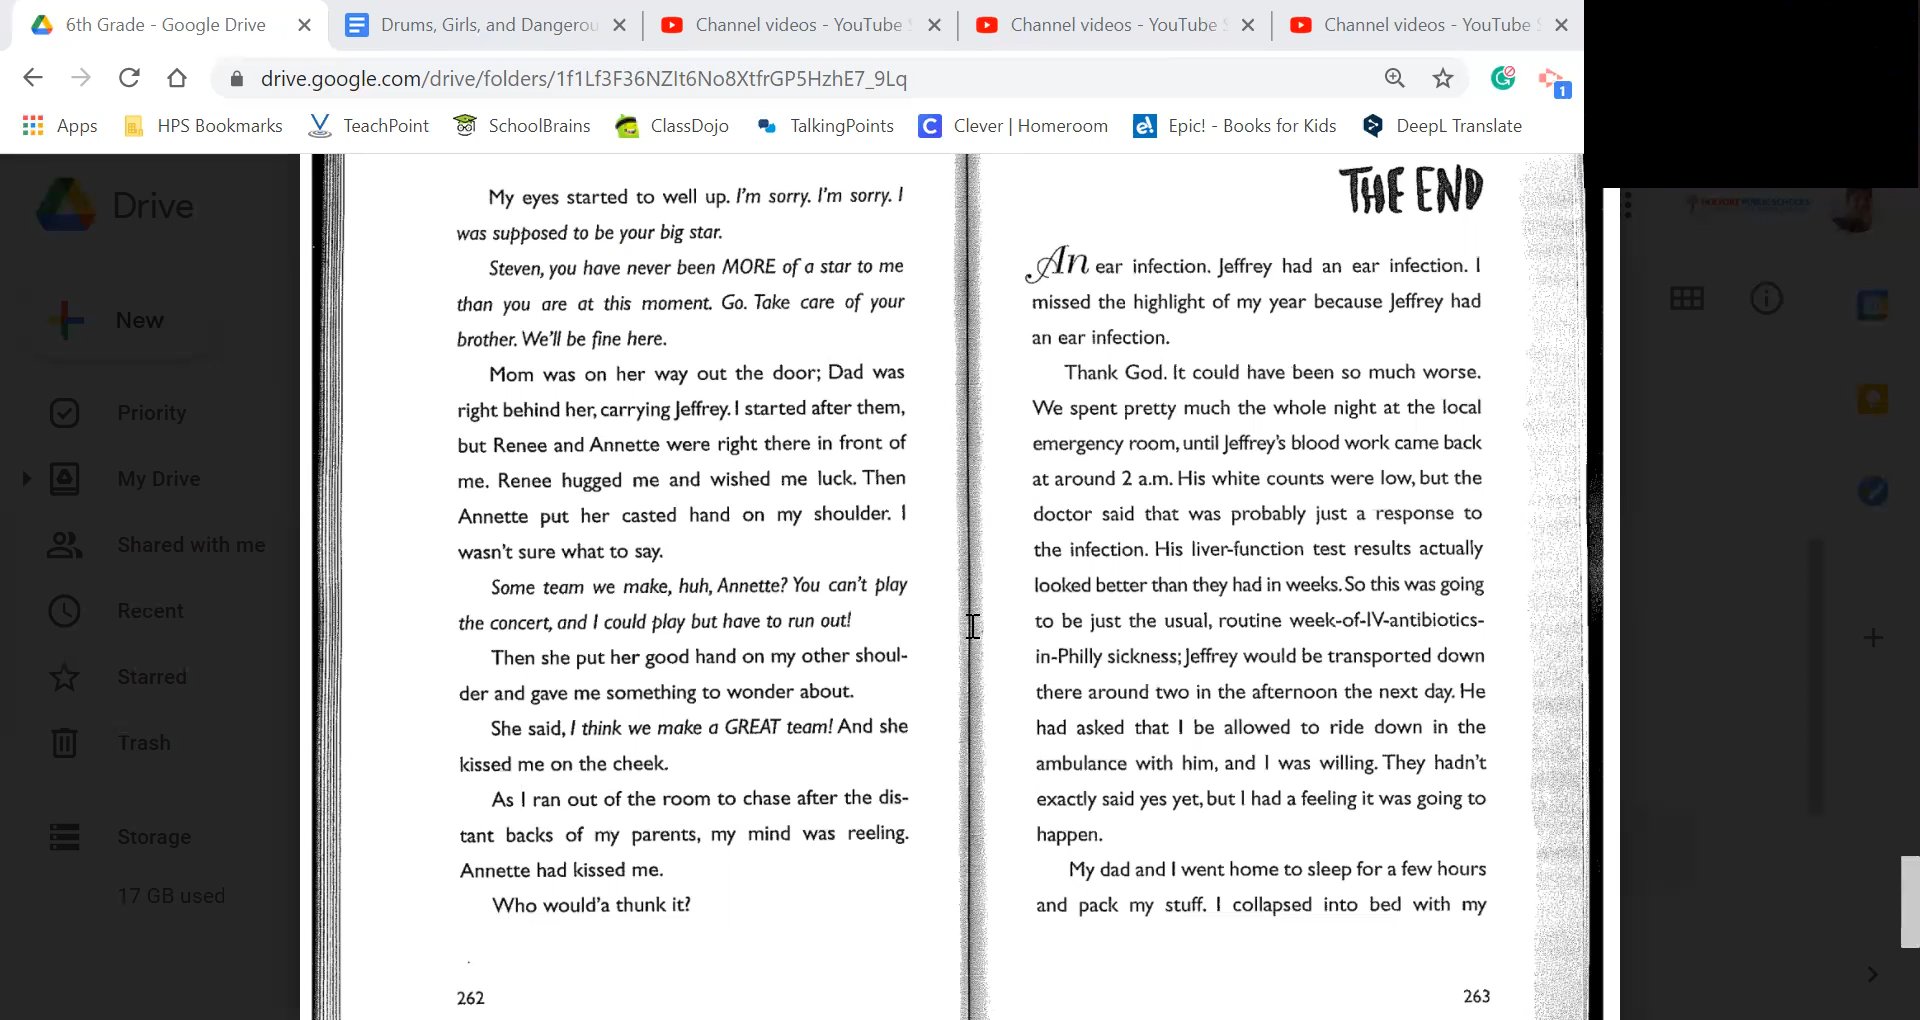 6th Grade - Google Drive
Drums, Girls, and Dangerou
Channel videos - YouTube
Channel videos - YouTube
Channel videos - YouTube
drive.google.com/drive/folders/1f1Lf3F36NZIt6No8XtfrGP5HzhE7_9Lq
1
Apps
HPS Bookmarks
TeachPoint
SchoolBrains
ClassDojo
TalkingPoints
Clever | Homeroom
Epic! - Books for Kids
DeepL Translate
Drive
New
Priority
My Drive
Shared with me
Recent
Starred
Trash
Storage
17 GB used
My eyes started to well up. I'm sorry. I'm sorry. I
was supposed to be your big star.
Steven, you have never been MORE of a star to me
than you are at this moment. Go. Take care of your
brother. We'll be fine here.
Mom was on her way out the door; Dad was
right behind her, carrying Jeffrey. I started after them,
but Renee and Annette were right there in front of
me. Renee hugged me and wished me luck. Then
Annette put her casted hand on my shoulder. I
wasn't sure what to say.
Some team we make, huh, Annette? You can't play
the concert, and I could play but have to run out!
Then she put her good hand on my other shoul-
der and gave me something to wonder about.
She said, I think we make a GREAT team! And she
kissed me on the cheek.
As I ran out of the room to chase after the dis-
tant backs of my parents, my mind was reeling.
Annette had kissed me.
Who would'a thunk it?
262
THE END
An ear infection. Jeffrey had an ear infection. I
missed the highlight of my year because Jeffrey had
an ear infection.
Thank God. It could have been so much worse.
We spent pretty much the whole night at the local
emergency room, until Jeffrey's blood work came back
at around 2 a.m. His white counts were low, but the
doctor said that was probably just a response to
the infection. His liver-function test results actually
looked better than they had in weeks. So this was going
to be just the usual, routine week-of-IV-antibiotics-
in-Philly sickness; Jeffrey would be transported down
there around two in the afternoon the next day. He
had asked that I be allowed to ride down in the
ambulance with him, and I was willing. They hadn't
exactly said yes yet, but I had a feeling it was going to
happen.
My dad and I went home to sleep for a few hours
and pack my stuff. I collapsed into bed with my
263